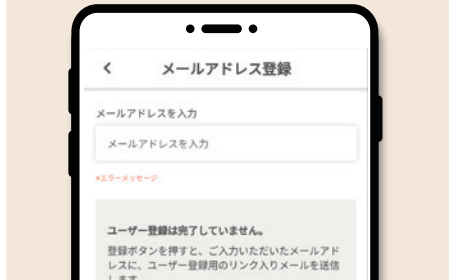 メールアドレス登録
メールアドレスを入力
メールアドレスを入力
*エラーメッセージ
ユーザー登録は完了していません。
登録ボタンを押すと、ご入力いただいたメールアド
レスに、ユーザー登録用のリンク入りメールを送信
します